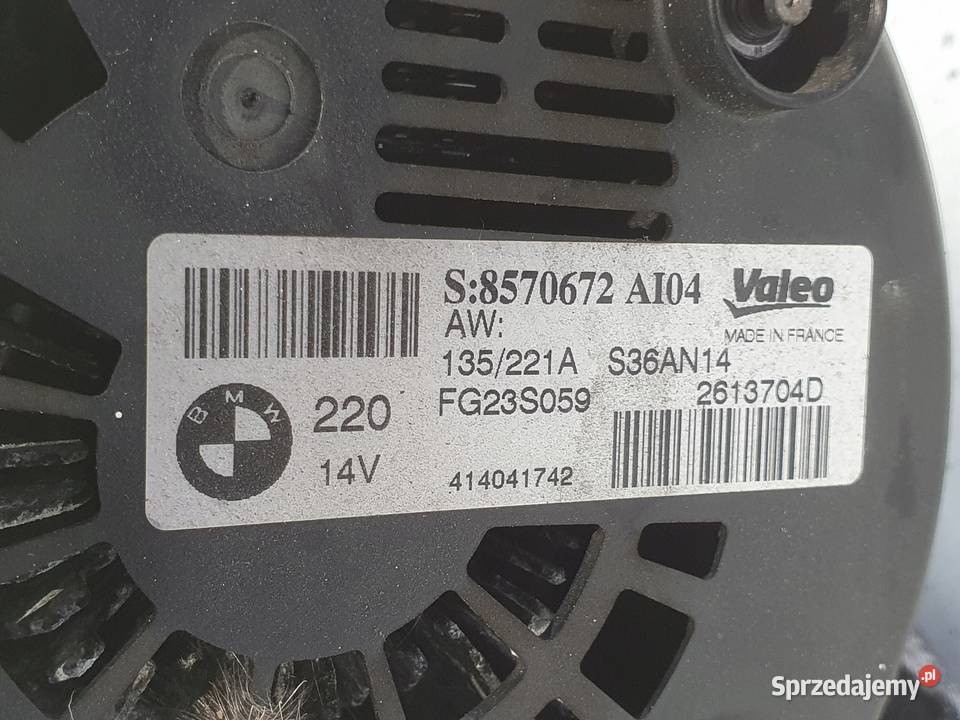 S:8570672 AI04 Valeo
AW: MADE IN FRANCE
135/221A S36AN14
FG23S059 2613704D
BMW 220
14V 414041742
Sprzedajemy.pl